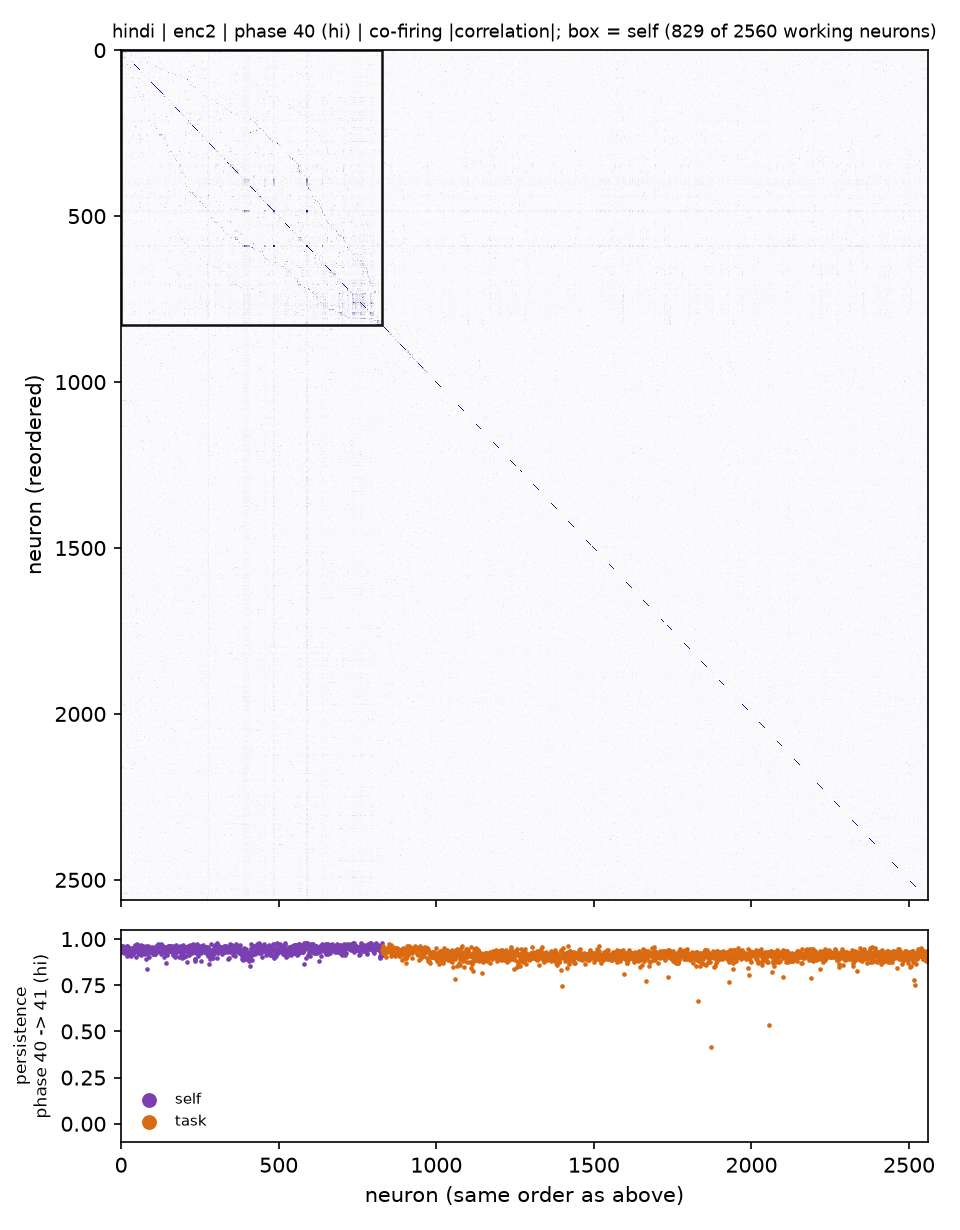 hindi | enc2 | phase 40 (hi) | co-firing |correlation|; box = self (829 of 2560 working neurons)
0
500
1000
1500
2000
2500
neuron (reordered)
1.00
0.75
0.50
0.25
0.00
persistence
phase 40 -> 41 (hi)
self
task
0
500
1000
1500
2000
2500
neuron (same order as above)